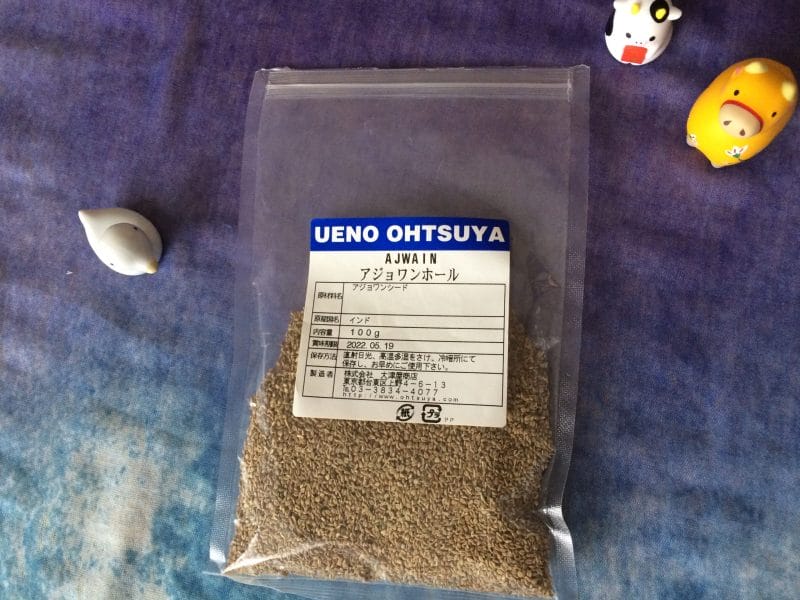 UENO OHTSUYA
AJWAIN
アジョワンホール
原材料名 アジョワンシード
原産国名 インド
内容量 100g
賞味期限 2022.05.19
保存方法 直射日光、高温多湿をさけ、冷暗所にて
保存し、お早めにご使用下さい。
製造者 株式会社 大津屋商店
東京都台東区上野4-6-13
℡03-3834-4077
http://www.ohtsuya.com
紙 プラ PP